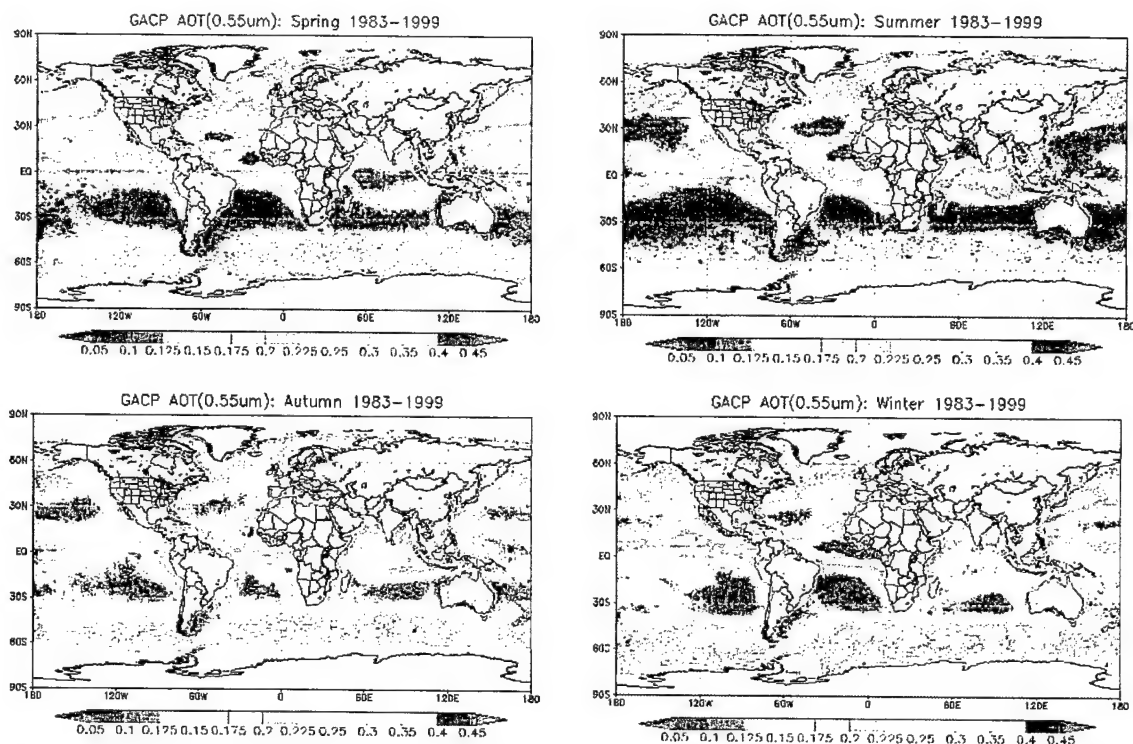 GACP AOT(0.55um): Spring 1983-1999
90N
60N
30N
EQ
30S
60S
90S
180 120W 60W 0 60E 120E 180
0.05 0.1 0.125 0.15 0.175 0.2 0.225 0.25 0.3 0.35 0.4 0.45
GACP AOT(0.55um): Summer 1983-1999
90N
60N
30N
EQ
30S
60S
90S
180 120W 60W 0 60E 120E 180
0.05 0.1 0.125 0.15 0.175 0.2 0.225 0.25 0.3 0.35 0.4 0.45
GACP AOT(0.55um): Autumn 1983-1999
90N
60N
30N
EQ
30S
60S
90S
180 120W 60W 0 60E 120E 180
0.05 0.1 0.125 0.15 0.175 0.2 0.225 0.25 0.3 0.35 0.4 0.45
GACP AOT(0.55um): Winter 1983-1999
90N
60N
30N
EQ
30S
60S
90S
180 120W 60W 0 60E 120E 180
0.05 0.1 0.125 0.15 0.175 0.2 0.225 0.25 0.3 0.35 0.4 0.45